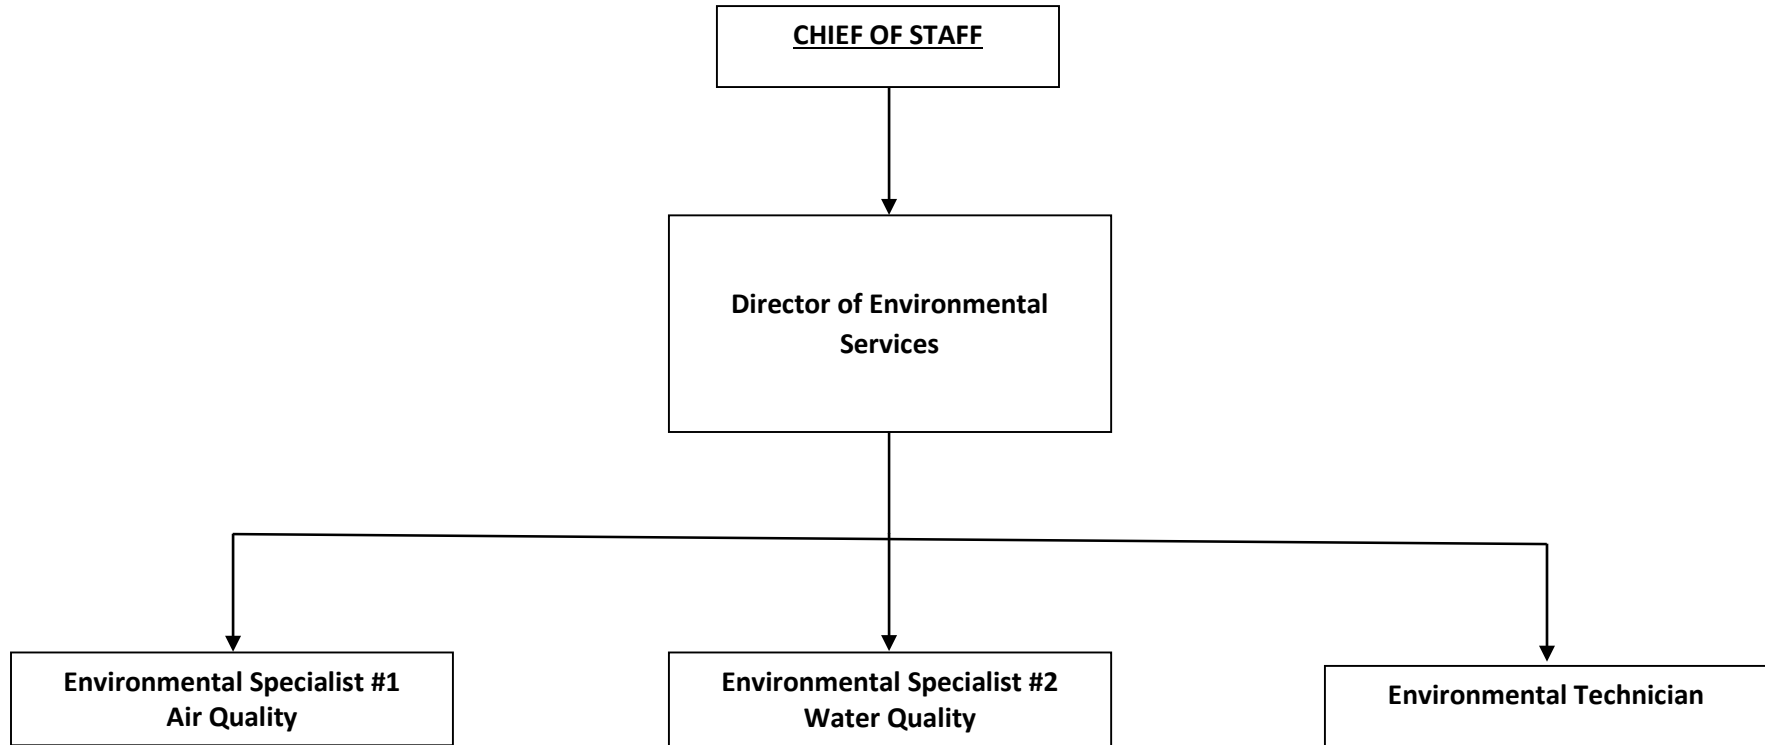 CHIEF OF STAFF
Director of Environmental
Services
Environmental Specialist #1
Air Quality
Environmental Specialist #2
Water Quality
Environmental Technician